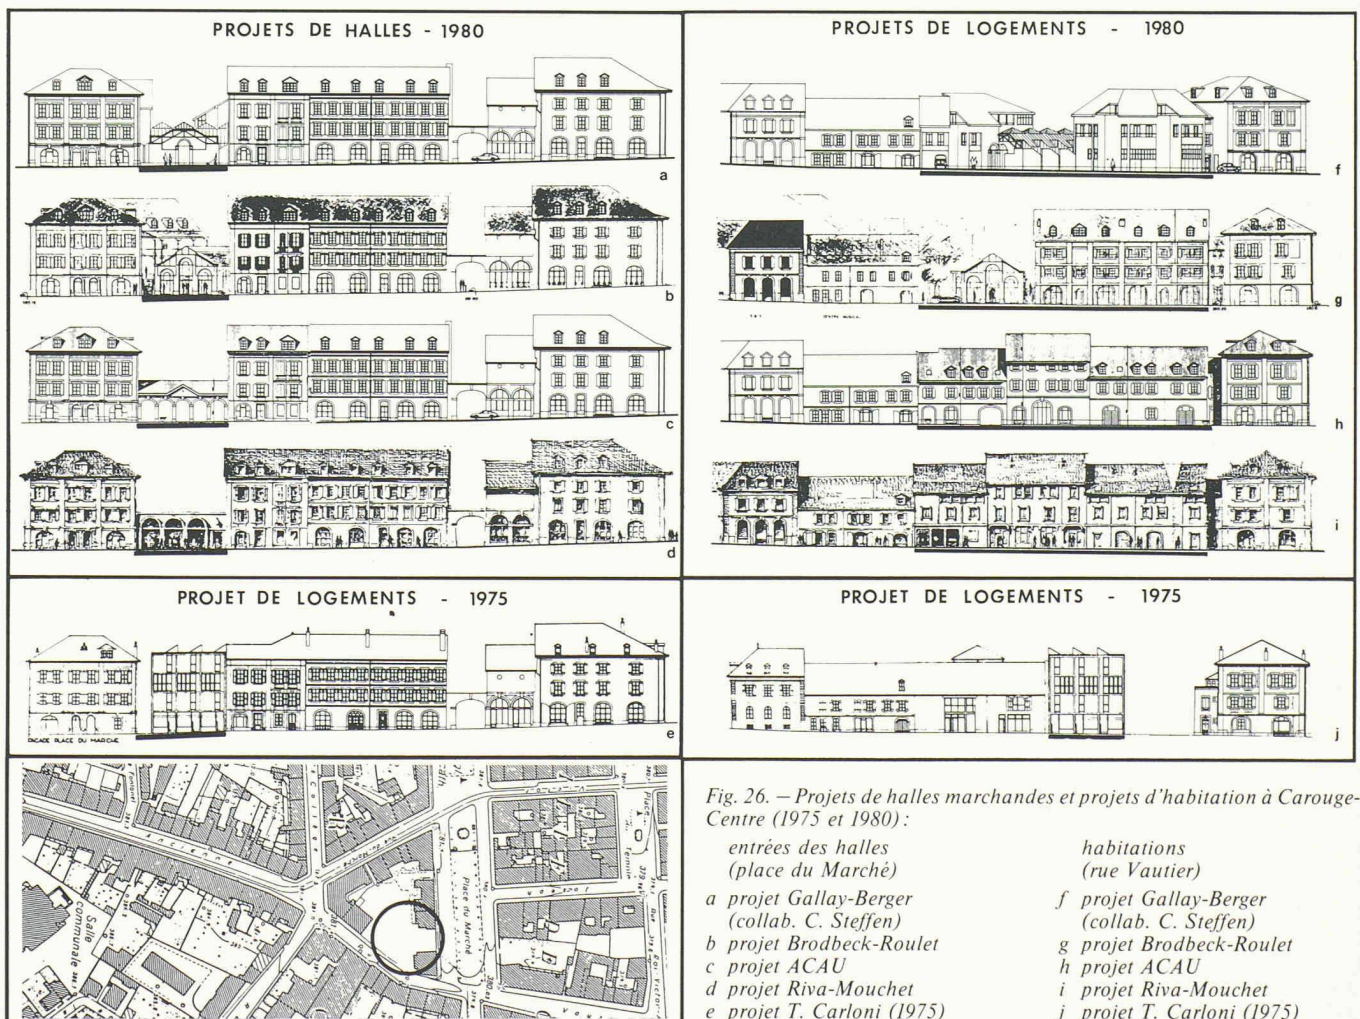 PROJETS DE HALLES - 1980
a
b
c
d
PROJETS DE LOGEMENTS - 1980
f
g
h
i
PROJET DE LOGEMENTS - 1975
FACADE PLACE DU MARCHE
e
PROJET DE LOGEMENTS - 1975
j
Place du Marché
Salle communale
Fig. 26. — Projets de halles marchandes et projets d'habitation à Carouge-
Centre (1975 et 1980) :
entrées des halles
(place du Marché)
a projet Gallay-Berger
(collab. C. Steffen)
b projet Brodbeck-Roulet
c projet ACAU
d projet Riva-Mouchet
e projet T. Carloni (1975)
habitations
(rue Vautier)
f projet Gallay-Berger
(collab. C. Steffen)
g projet Brodbeck-Roulet
h projet ACAU
i projet Riva-Mouchet
j projet T. Carloni (1975)